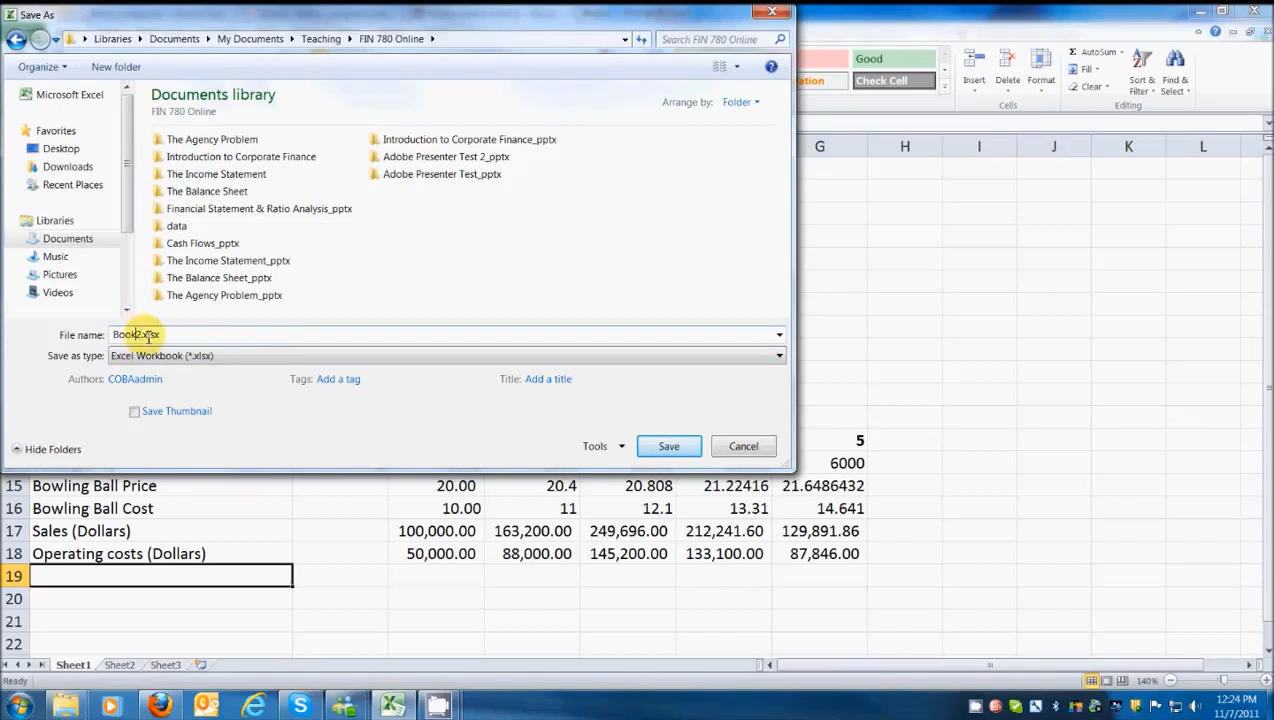 Save As
Libraries Documents My Documents Teaching FIN 780 Online Search FIN 780 Online
Organize New folder
Microsoft Excel
Favorites
Desktop
Downloads
Recent Places
Libraries
Documents
Music
Pictures
Videos
Documents library
FIN 780 Online
Arrange by: Folder
The Agency Problem
Introduction to Corporate Finance
The Income Statement
The Balance Sheet
Financial Statement & Ratio Analysis_pptx
data
Cash Flows_pptx
The Income Statement_pptx
The Balance Sheet_pptx
The Agency Problem_pptx
Introduction to Corporate Finance_pptx
Adobe Presenter Test 2_pptx
Adobe Presenter Test_pptx
File name: Book2.xlsx
Save as type: Excel Workbook (*.xlsx)
Authors: COBAadmin Tags: Add a tag Title: Add a title
Save Thumbnail
Hide Folders Tools Save Cancel
Good
Check Cell
Insert Delete Format
Cells
AutoSum
Fill
Clear
Sort & Filter
Find & Select
Editing
G H I J K L
5
6000
15 Bowling Ball Price 20.00 20.4 20.808 21.22416 21.6486432
16 Bowling Ball Cost 10.00 11 12.1 13.31 14.641
17 Sales (Dollars) 100,000.00 163,200.00 249,696.00 212,241.60 129,891.86
18 Operating costs (Dollars) 50,000.00 88,000.00 145,200.00 133,100.00 87,846.00
19
20
21
22
Sheet1 Sheet2 Sheet3
Ready 140%
12:24 PM
11/7/2011